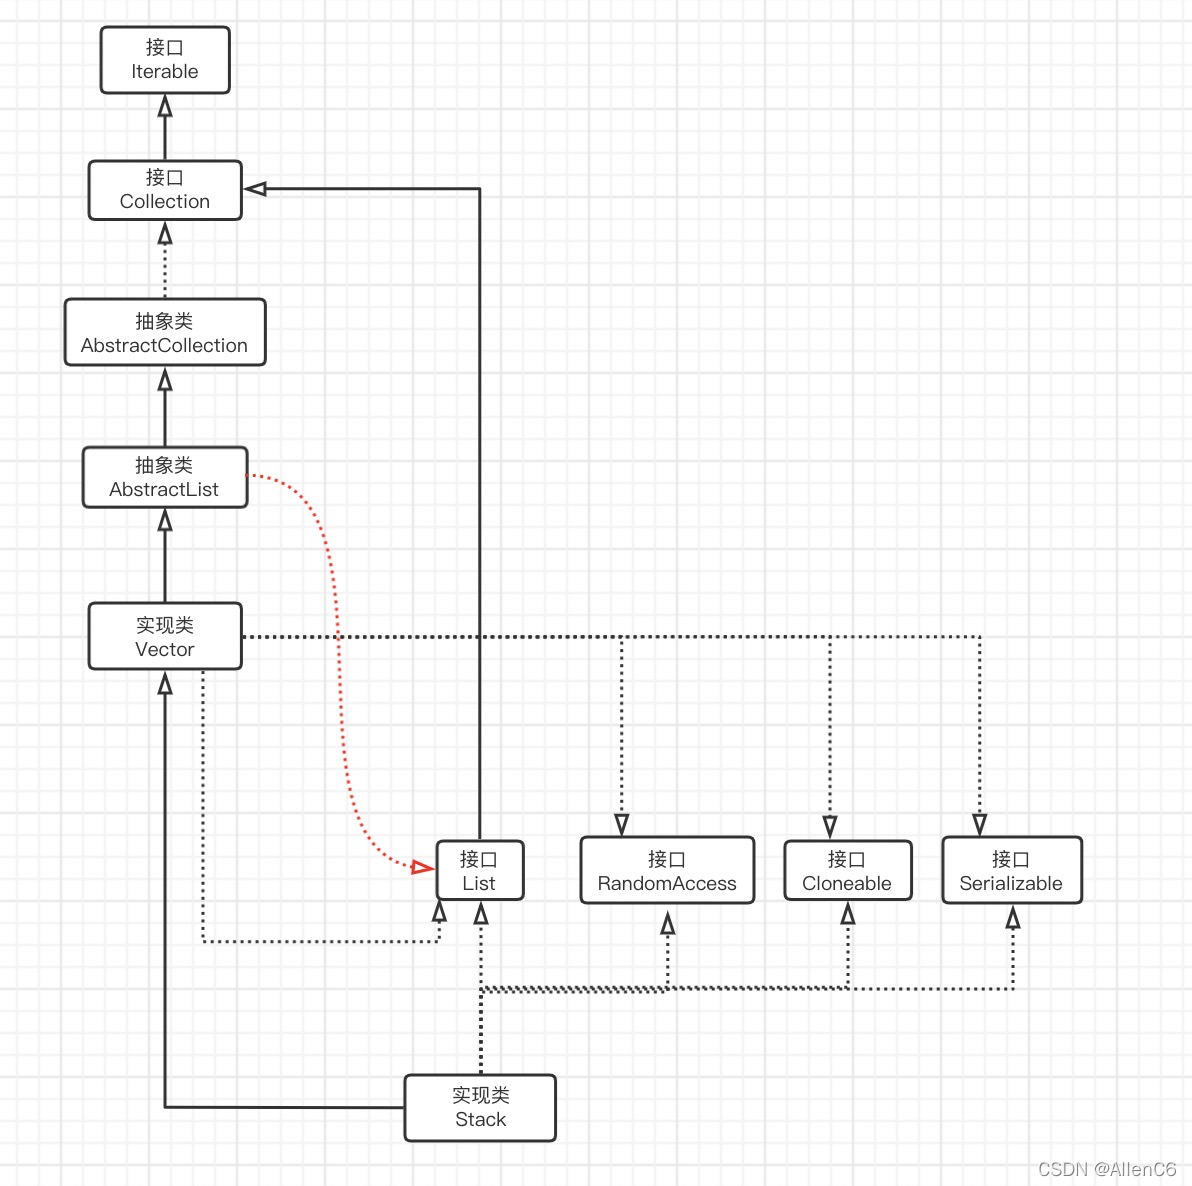 接口
Iterable
接口
Collection
抽象类
AbstractCollection
抽象类
AbstractList
实现类
Vector
接口
List
接口
RandomAccess
接口
Cloneable
接口
Serializable
实现类
Stack
CSDN @AllenC6